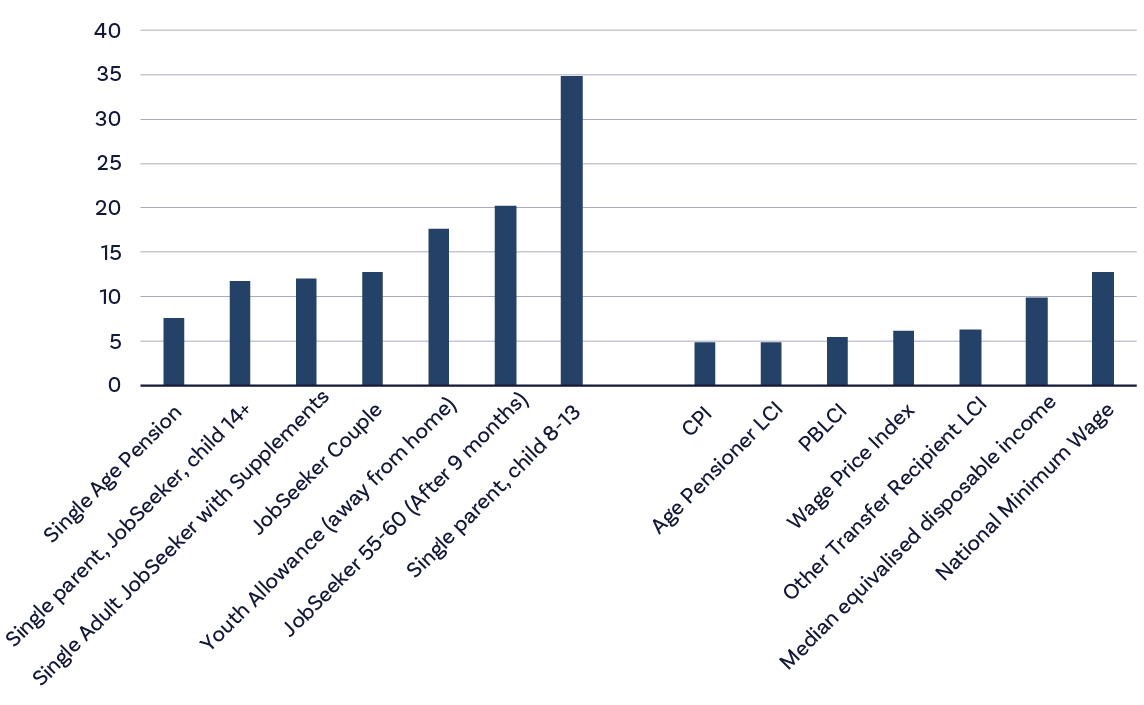 40
35
30
25
20
15
10
5
0
Single Age Pension
Single parent, JobSeeker, child 14+
Single Adult JobSeeker with Supplements
JobSeeker Couple
Youth Allowance (away from home)
JobSeeker 55-60 (After 9 months)
Single parent, child 8-13
CPI
Age Pensioner LCI
PBLCI
Wage Price Index
Other Transfer Recipient LCI
Median equivalised disposable income
National Minimum Wage